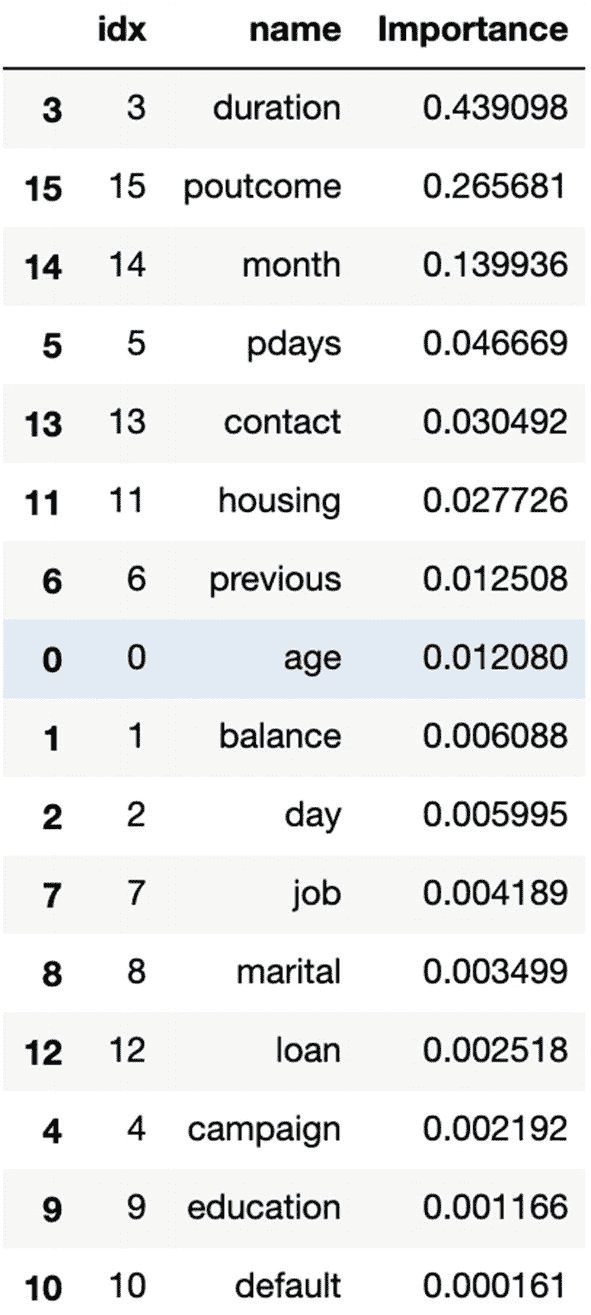 idx name Importance
3 3 duration 0.439098
15 15 poutcome 0.265681
14 14 month 0.139936
5 5 pdays 0.046669
13 13 contact 0.030492
11 11 housing 0.027726
6 6 previous 0.012508
0 0 age 0.012080
1 1 balance 0.006088
2 2 day 0.005995
7 7 job 0.004189
8 8 marital 0.003499
12 12 loan 0.002518
4 4 campaign 0.002192
9 9 education 0.001166
10 10 default 0.000161